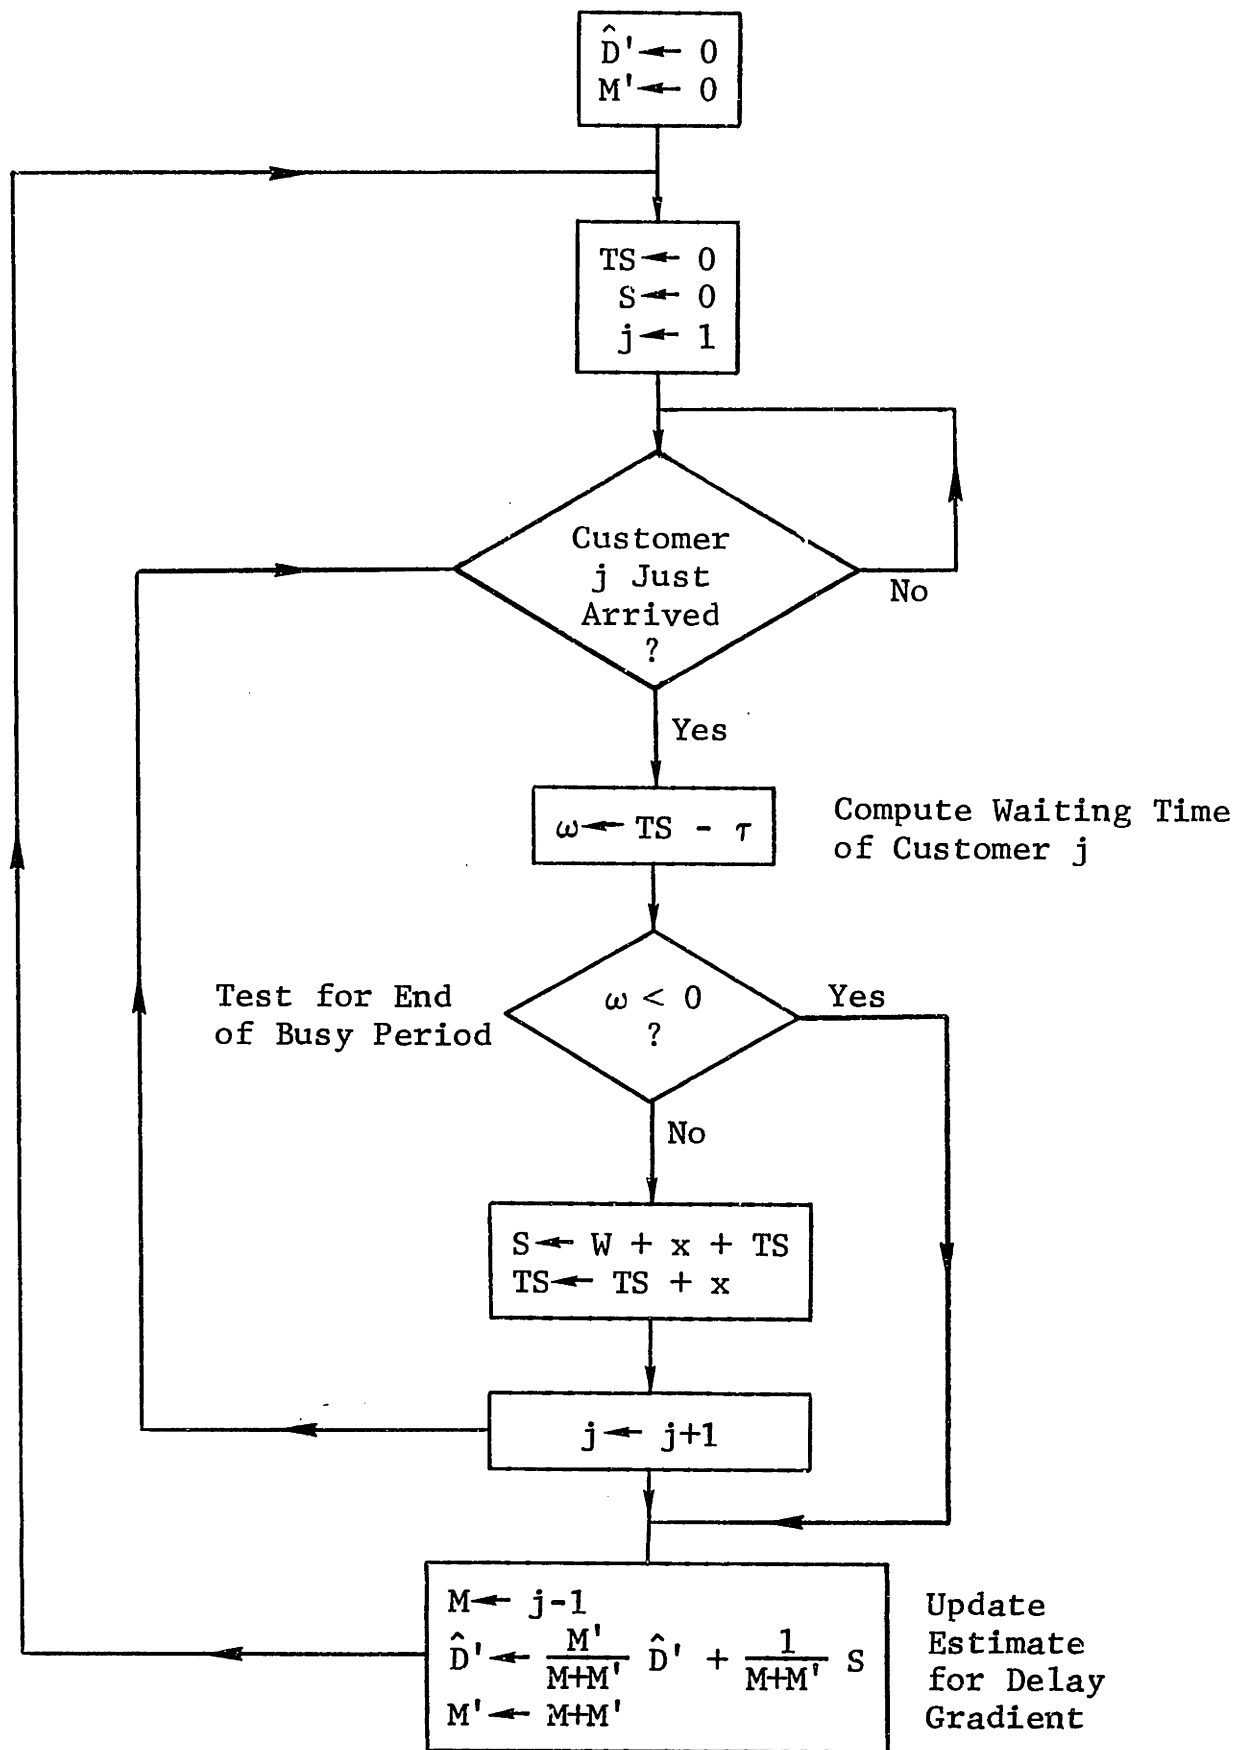 D̂'← 0
M'← 0
TS← 0
S← 0
j← 1
Customer
j Just
Arrived
?
No
Yes
ω← TS - τ
Compute Waiting Time
of Customer j
Test for End
of Busy Period
ω < 0
?
Yes
No
S← W + x + TS
TS← TS + x
j← j+1
M← j-1
D̂'← M'/M+M' D̂' + 1/M+M' S
M'← M+M'
Update
Estimate
for Delay
Gradient